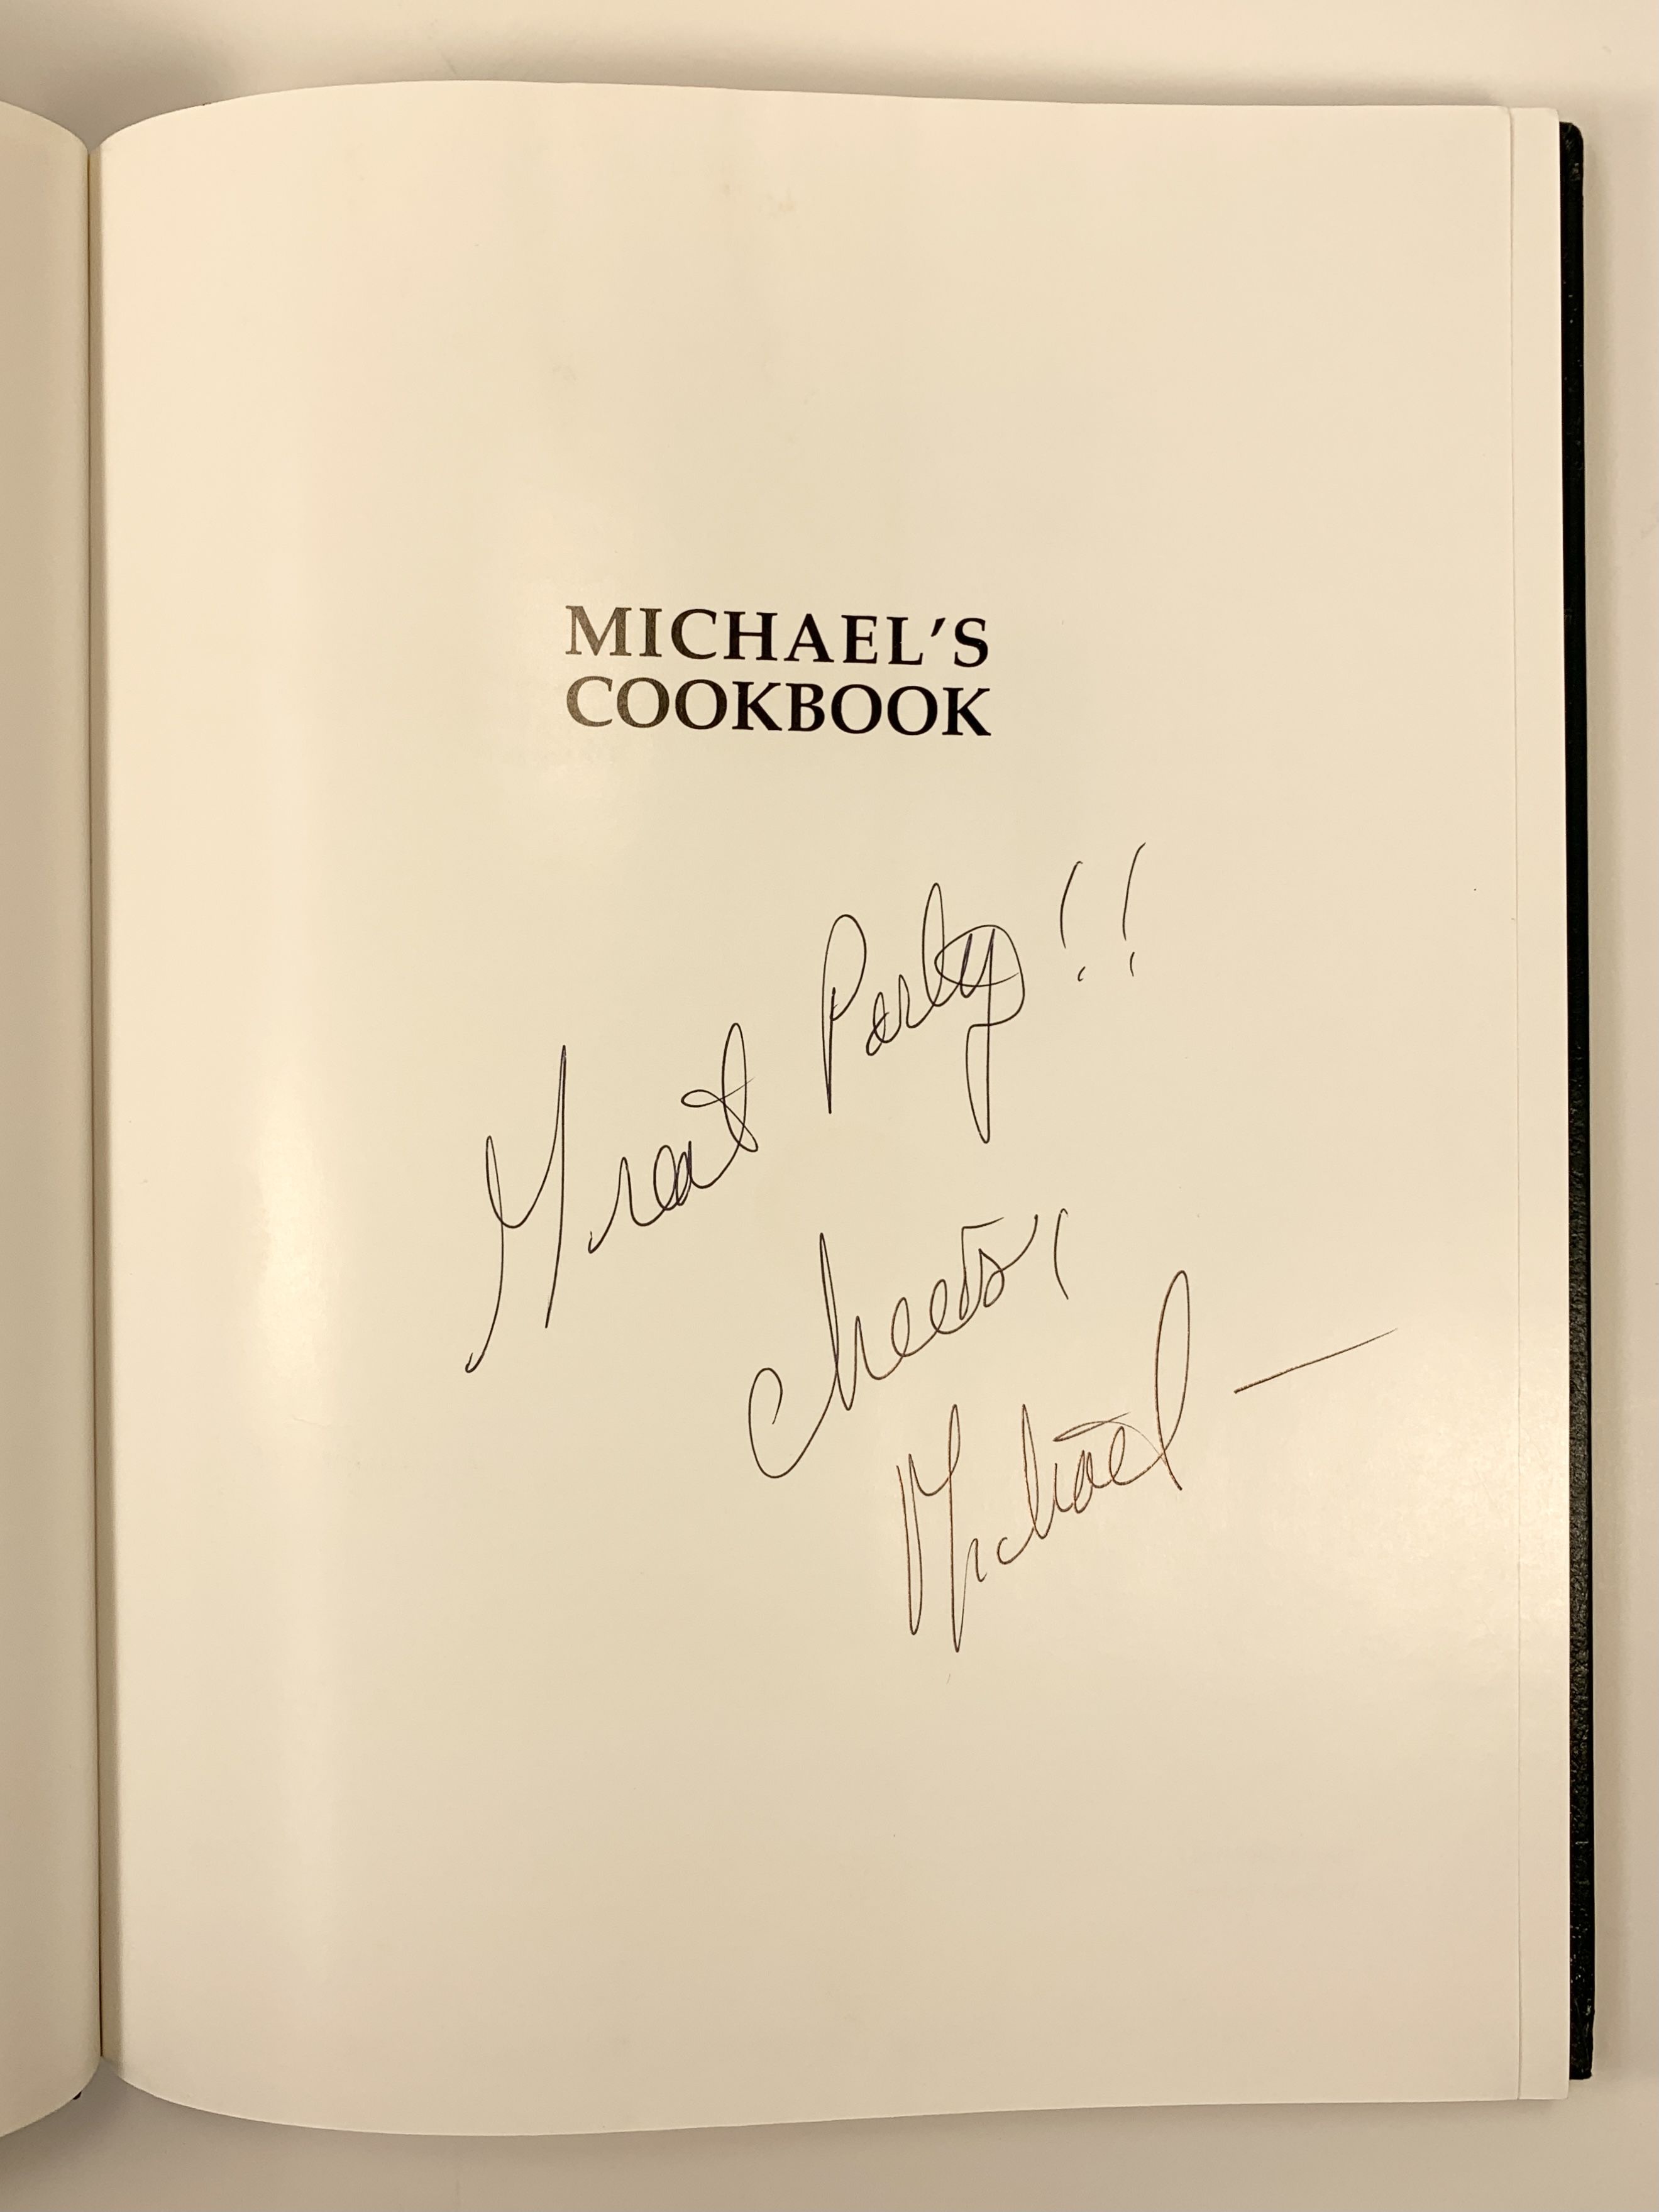 MICHAEL'S
COOKBOOK
Great Party!!
Cheers,
Michael —